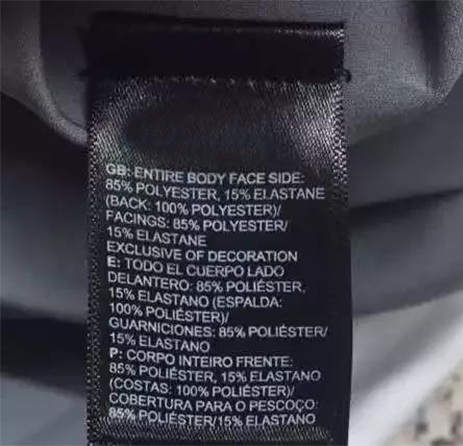 GB: ENTIRE BODY FACE SIDE:
85% POLYESTER, 15% ELASTANE
(BACK: 100% POLYESTER)/
FACINGS: 85% POLYESTER/
15% ELASTANE
EXCLUSIVE OF DECORATION
E: TODO EL CUERPO LADO
DELANTERO: 85% POLIÉSTER,
15% ELASTANO (ESPALDA:
100% POLIÉSTER)/
GUARNICIONES: 85% POLIÉSTER/
15% ELASTANO
P: CORPO INTEIRO FRENTE:
85% POLIÉSTER, 15% ELASTANO
(COSTAS: 100% POLIÉSTER)/
COBERTURA PARA O PESCOÇO:
85% POLIÉSTER/15% ELASTANO